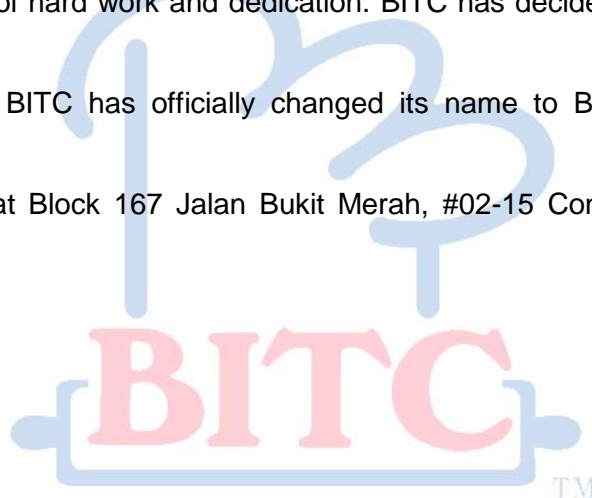 of hard work and dedication. BITC has decide
BITC has officially changed its name to B
at Block 167 Jalan Bukit Merah, #02-15 Cor
BITC
TM